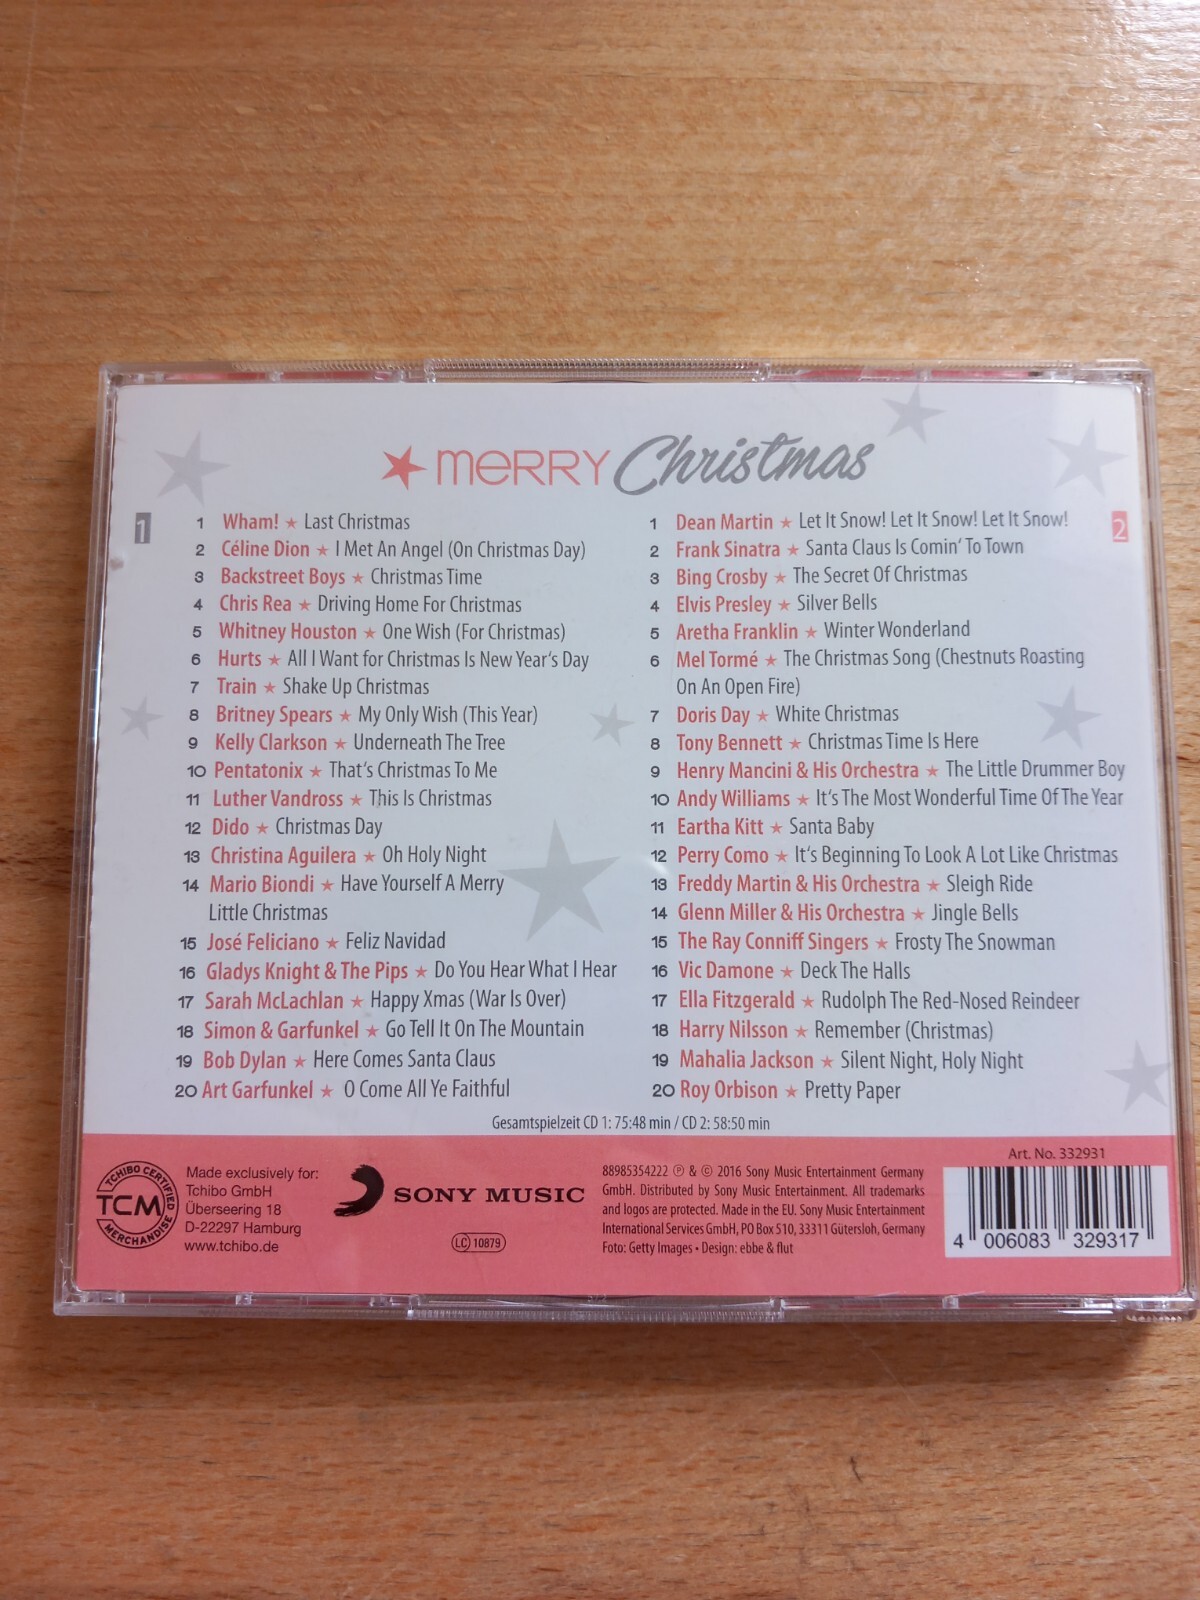 ★ MERRY Christmas
1
1 Wham! ★ Last Christmas
2 Céline Dion ★ I Met An Angel (On Christmas Day)
3 Backstreet Boys ★ Christmas Time
4 Chris Rea ★ Driving Home For Christmas
5 Whitney Houston ★ One Wish (For Christmas)
6 Hurts ★ All I Want for Christmas Is New Year's Day
7 Train ★ Shake Up Christmas
8 Britney Spears ★ My Only Wish (This Year)
9 Kelly Clarkson ★ Underneath The Tree
10 Pentatonix ★ That's Christmas To Me
11 Luther Vandross ★ This Is Christmas
12 Dido ★ Christmas Day
13 Christina Aguilera ★ Oh Holy Night
14 Mario Biondi ★ Have Yourself A Merry
Little Christmas
15 José Feliciano ★ Feliz Navidad
16 Gladys Knight & The Pips ★ Do You Hear What I Hear
17 Sarah McLachlan ★ Happy Xmas (War Is Over)
18 Simon & Garfunkel ★ Go Tell It On The Mountain
19 Bob Dylan ★ Here Comes Santa Claus
20 Art Garfunkel ★ O Come All Ye Faithful
2
1 Dean Martin ★ Let It Snow! Let It Snow! Let It Snow!
2 Frank Sinatra ★ Santa Claus Is Comin' To Town
3 Bing Crosby ★ The Secret Of Christmas
4 Elvis Presley ★ Silver Bells
5 Aretha Franklin ★ Winter Wonderland
6 Mel Tormé ★ The Christmas Song (Chestnuts Roasting
On An Open Fire)
7 Doris Day ★ White Christmas
8 Tony Bennett ★ Christmas Time Is Here
9 Henry Mancini & His Orchestra ★ The Little Drummer Boy
10 Andy Williams ★ It's The Most Wonderful Time Of The Year
11 Eartha Kitt ★ Santa Baby
12 Perry Como ★ It's Beginning To Look A Lot Like Christmas
13 Freddy Martin & His Orchestra ★ Sleigh Ride
14 Glenn Miller & His Orchestra ★ Jingle Bells
15 The Ray Conniff Singers ★ Frosty The Snowman
16 Vic Damone ★ Deck The Halls
17 Ella Fitzgerald ★ Rudolph The Red-Nosed Reindeer
18 Harry Nilsson ★ Remember (Christmas)
19 Mahalia Jackson ★ Silent Night, Holy Night
20 Roy Orbison ★ Pretty Paper
Gesamtspielzeit CD 1: 75:48 min / CD 2: 58:50 min
TCHIBO CERTIFIED
TCM
MERCHANDISE
Made exclusively for:
Tchibo GmbH
Überseering 18
D-22297 Hamburg
www.tchibo.de
SONY MUSIC
LC 10879
88985354222 ℗ & © 2016 Sony Music Entertainment Germany
GmbH. Distributed by Sony Music Entertainment. All trademarks
and logos are protected. Made in the EU. Sony Music Entertainment
International Services GmbH, PO Box 510, 33311 Gütersloh, Germany
Foto: Getty Images • Design: ebbe & flut
Art. No. 332931
4 006083 329317